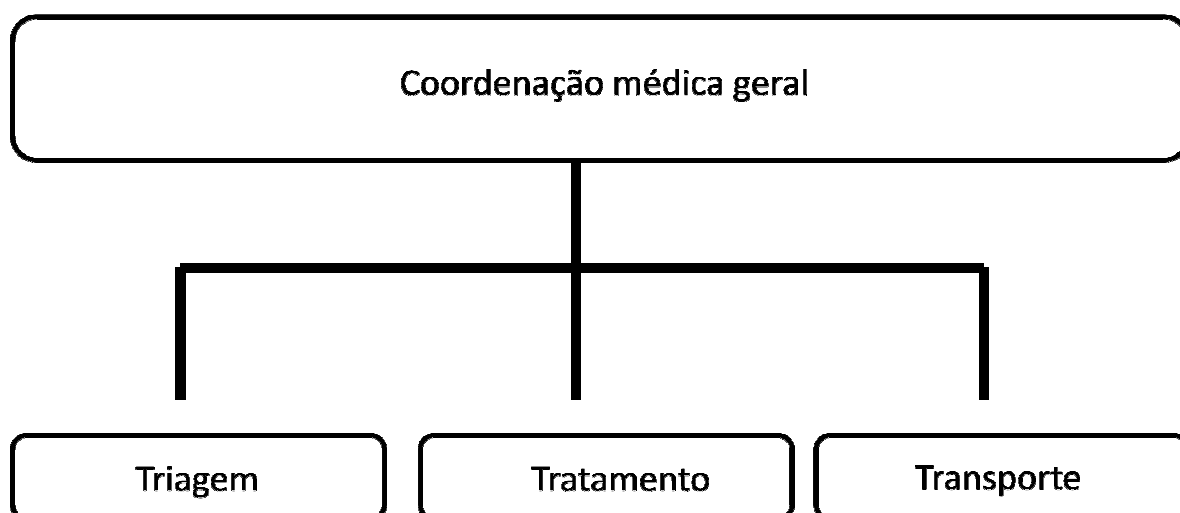 Coordenação médica geral
Triagem
Tratamento
Transporte